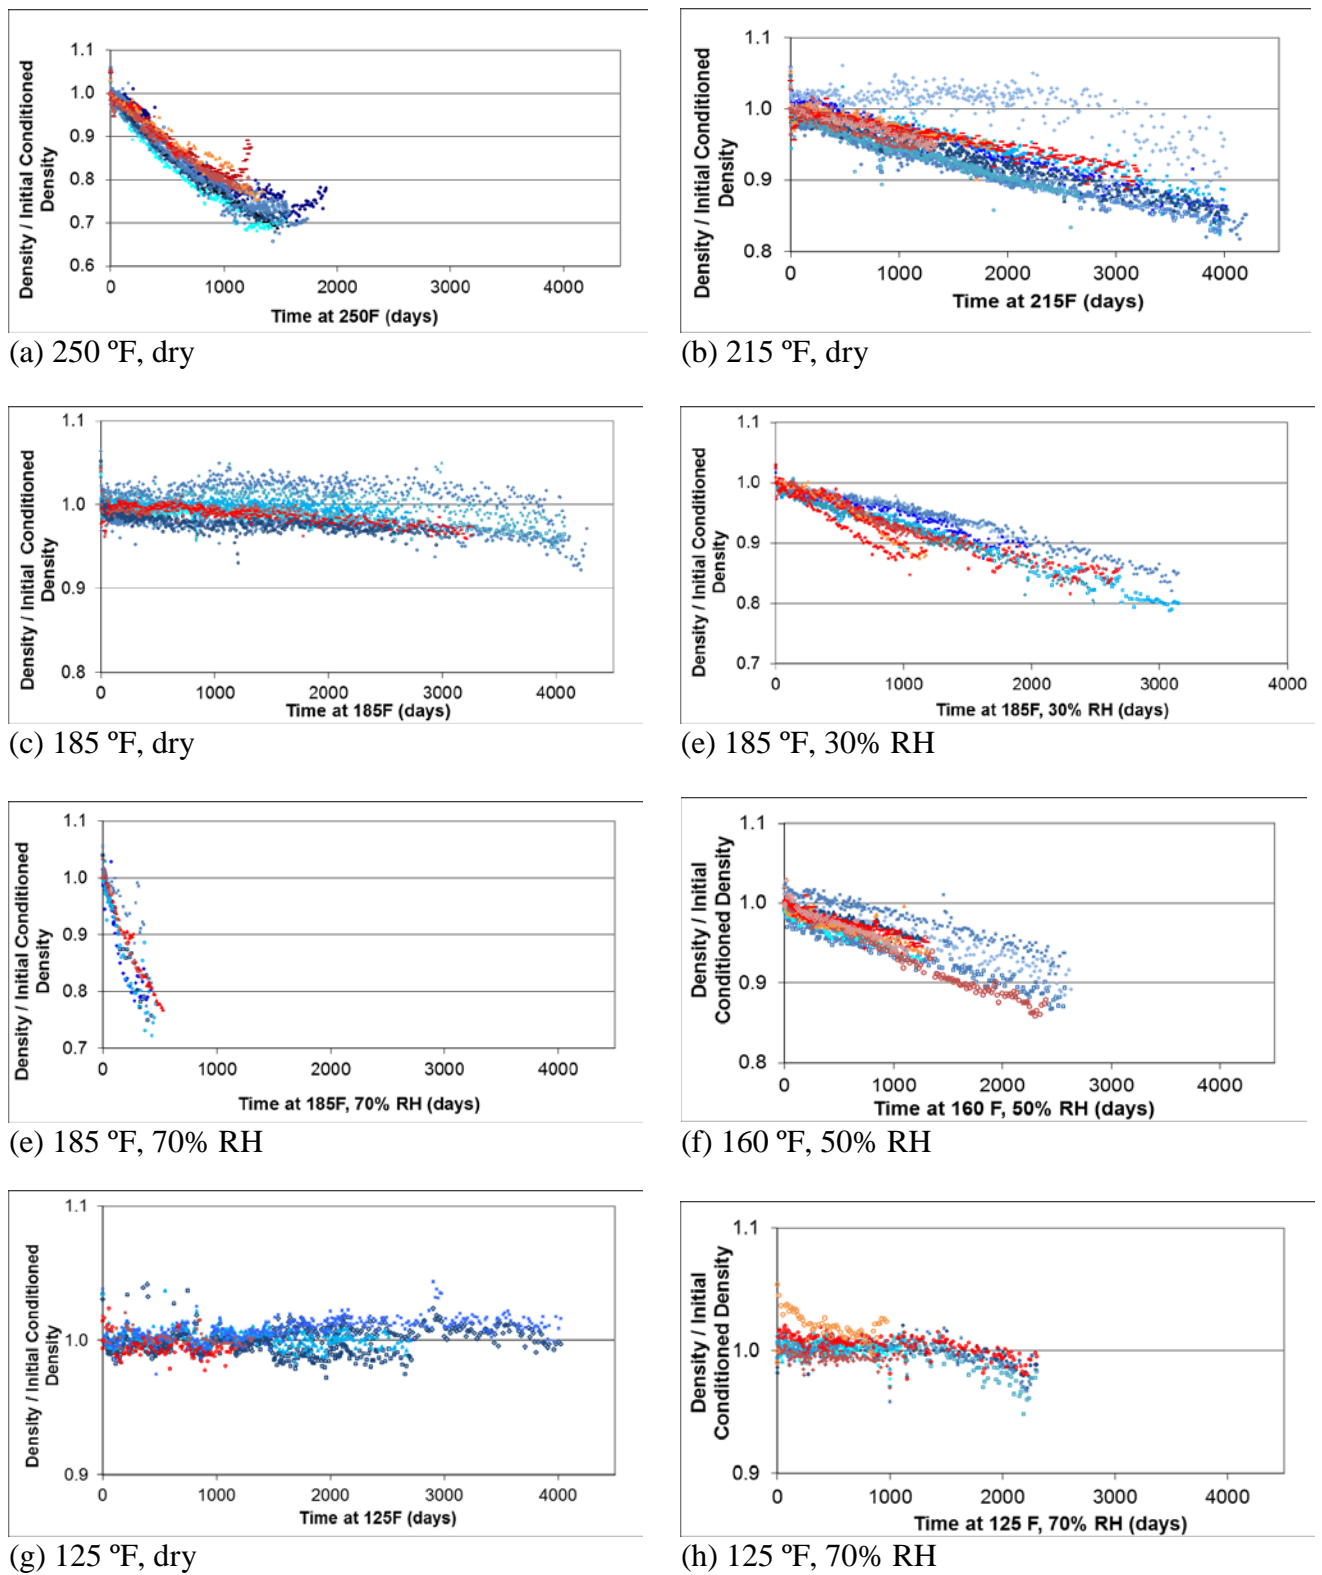 1.1
1.0
0.9
0.8
0.7
0.6
Density / Initial Conditioned
Density
0
1000
2000
3000
4000
Time at 250F (days)
(a) 250 ºF, dry
1.1
1.0
0.9
0.8
Density / Initial Conditioned
Density
0
1000
2000
3000
4000
Time at 215F (days)
(b) 215 ºF, dry
1.1
1.0
0.9
0.8
Density / Initial Conditioned
Density
0
1000
2000
3000
4000
Time at 185F (days)
(c) 185 ºF, dry
1.1
1.0
0.9
0.8
0.7
Density / Initial Conditioned
Density
0
1000
2000
3000
4000
Time at 185F, 30% RH (days)
(e) 185 ºF, 30% RH
1.1
1.0
0.9
0.8
0.7
Density / Initial Conditioned
Density
0
1000
2000
3000
4000
Time at 185F, 70% RH (days)
(e) 185 ºF, 70% RH
1.1
1.0
0.9
0.8
Density / Initial
Conditioned Density
0
1000
2000
3000
4000
Time at 160 F, 50% RH (days)
(f) 160 ºF, 50% RH
1.1
1.0
0.9
Density / Initial Conditioned
Density
0
1000
2000
3000
4000
Time at 125F (days)
(g) 125 ºF, dry
1.1
1.0
0.9
Density / Initial
Conditioned Density
0
1000
2000
3000
4000
Time at 125 F, 70% RH (days)
(h) 125 ºF, 70% RH